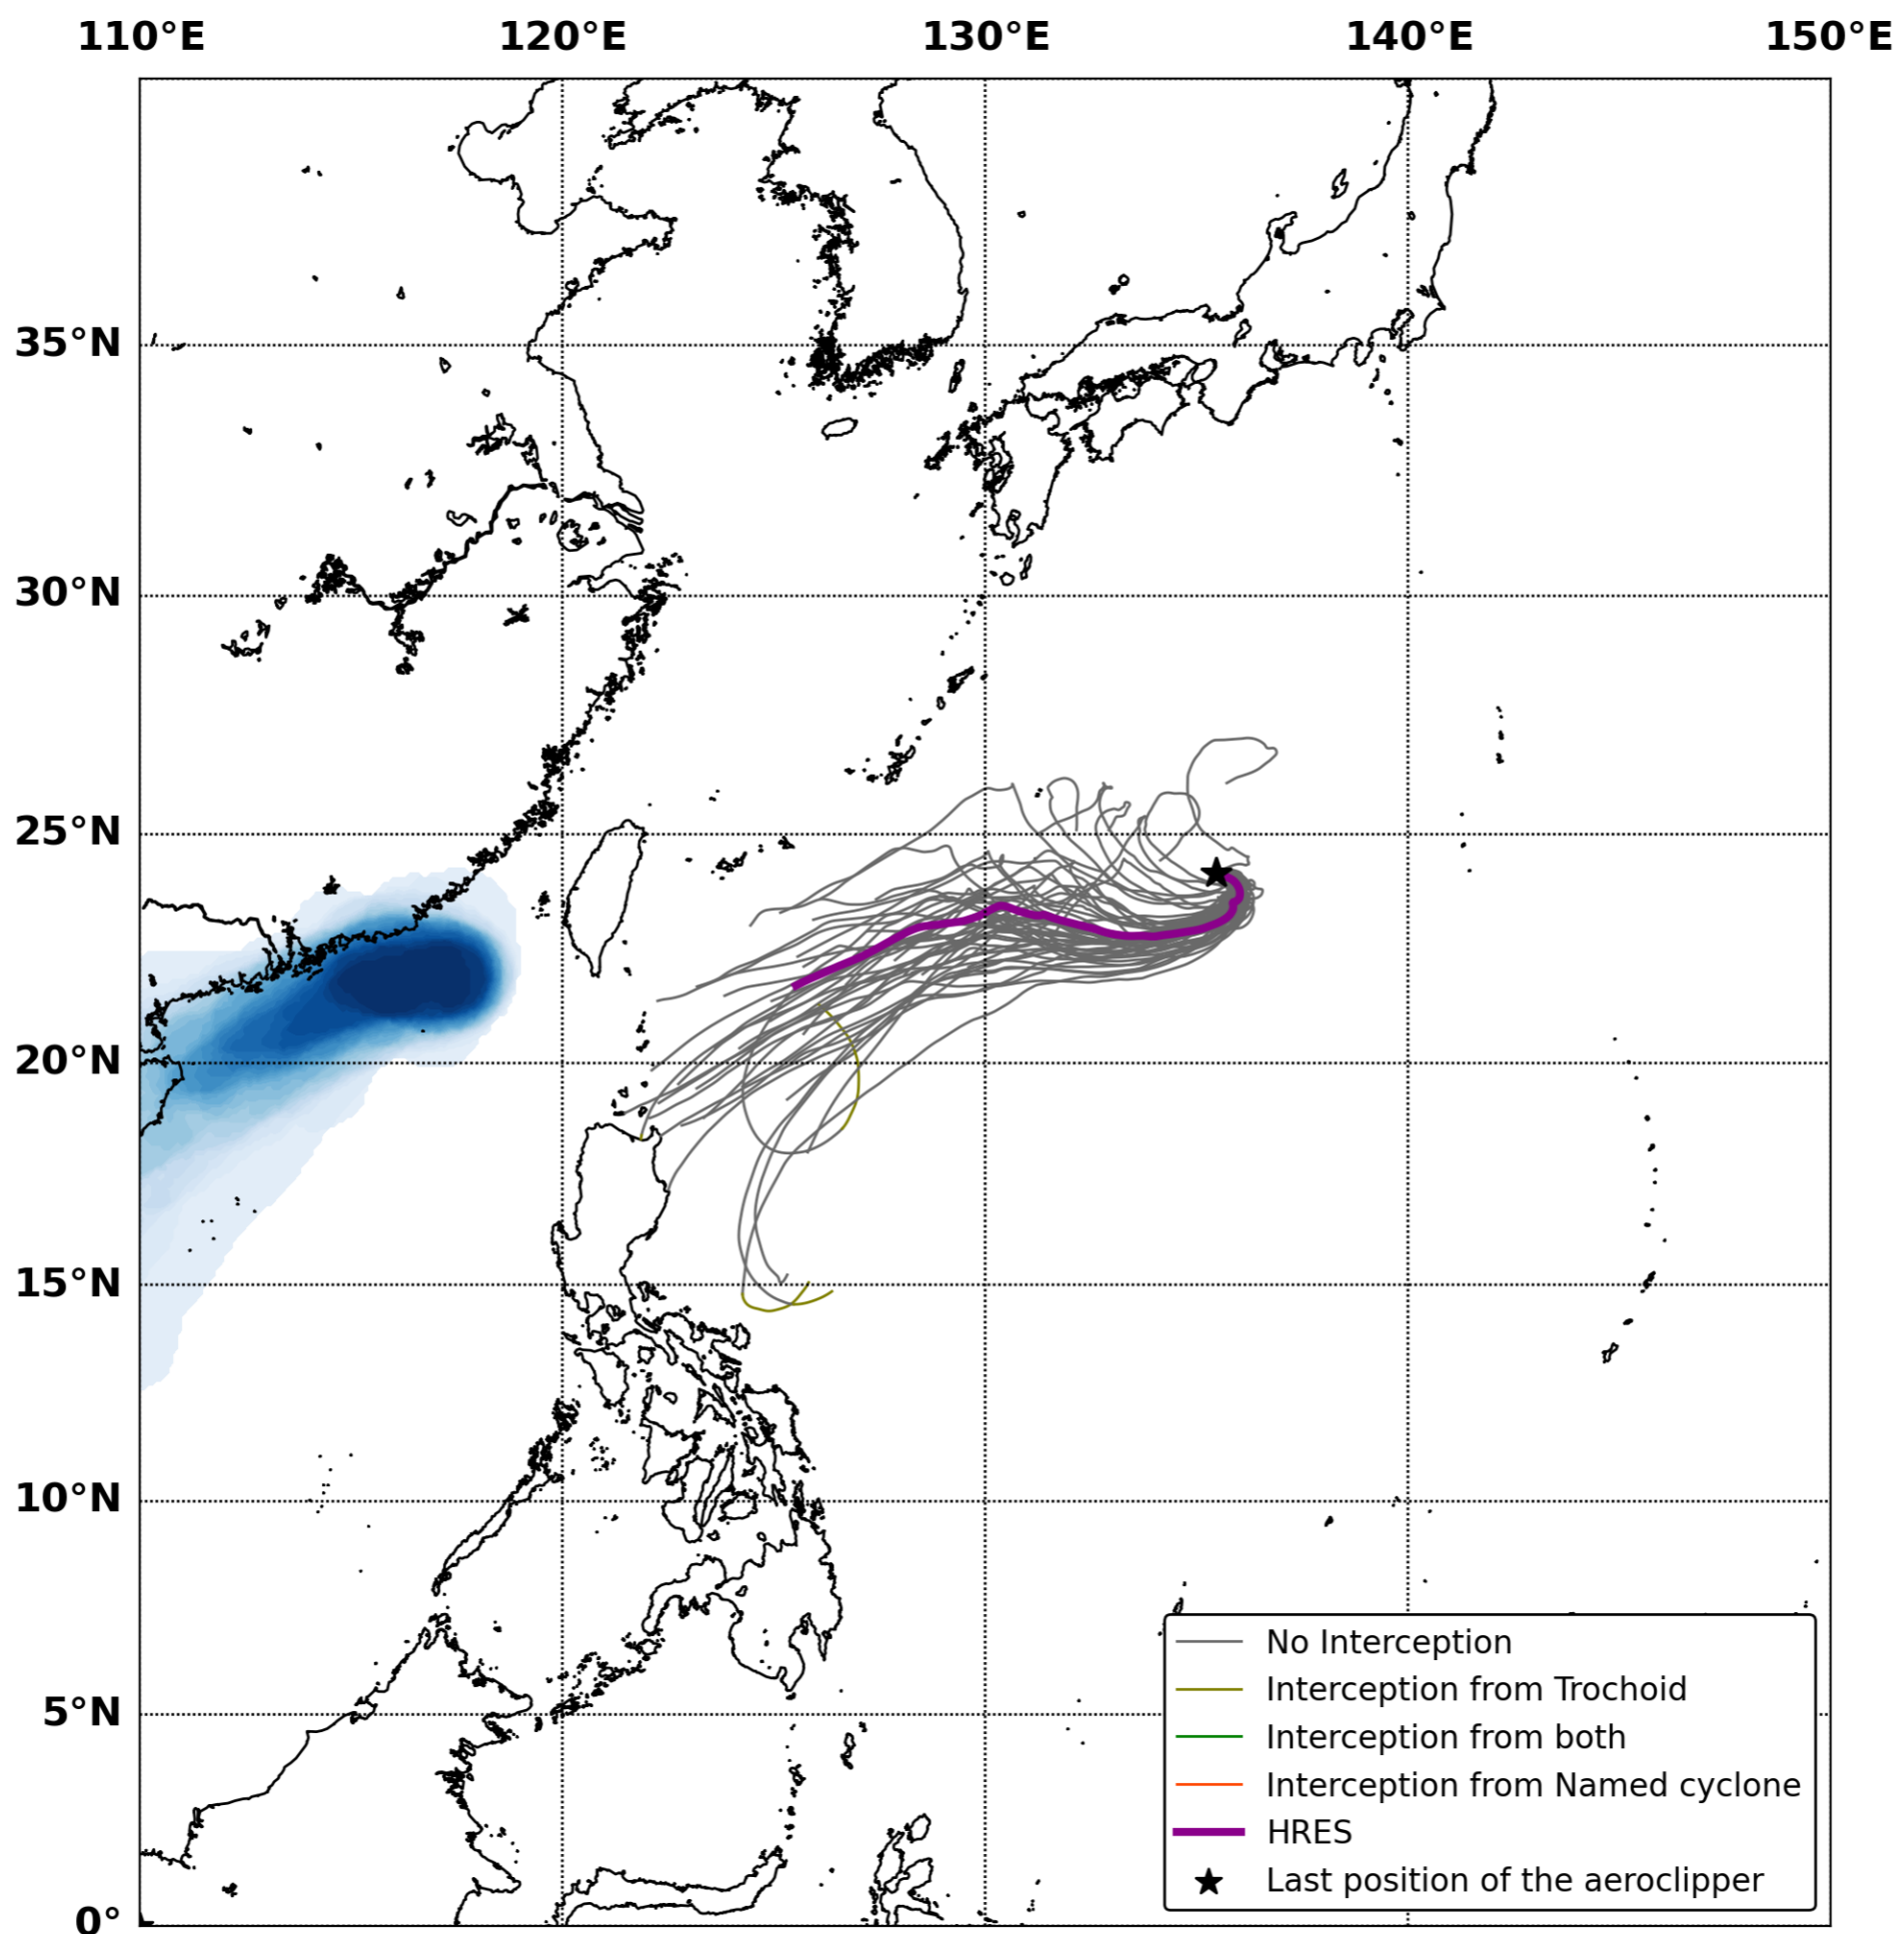 110°E 120°E 130°E 140°E 150°E
35°N
30°N
25°N
20°N
15°N
10°N
5°N
0°
No Interception
Interception from Trochoid
Interception from both
Interception from Named cyclone
HRES
Last position of the aeroclipper